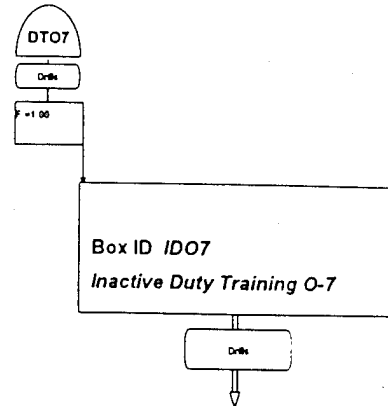 DTO7
Drills
F =1.00
Box ID IDO7
Inactive Duty Training O-7
Drills